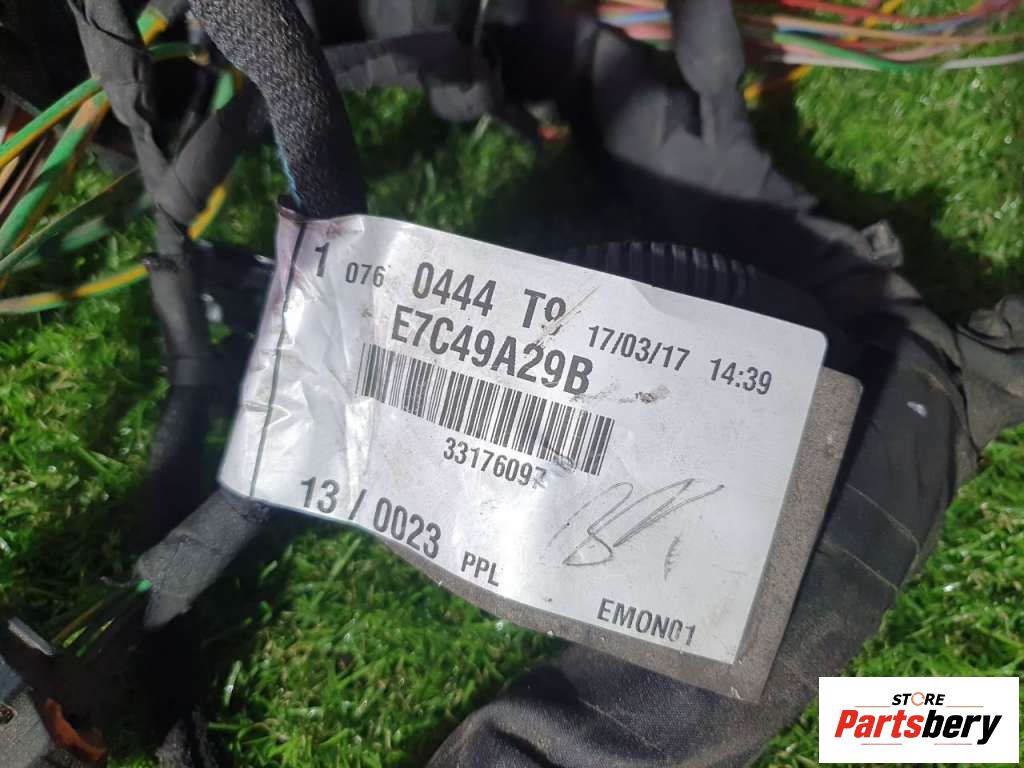 1 076 0444 T9 17/03/17 14:39
E7C49A29B
33176097
13 / 0023 PPL
EMON01
STORE
Partsbery